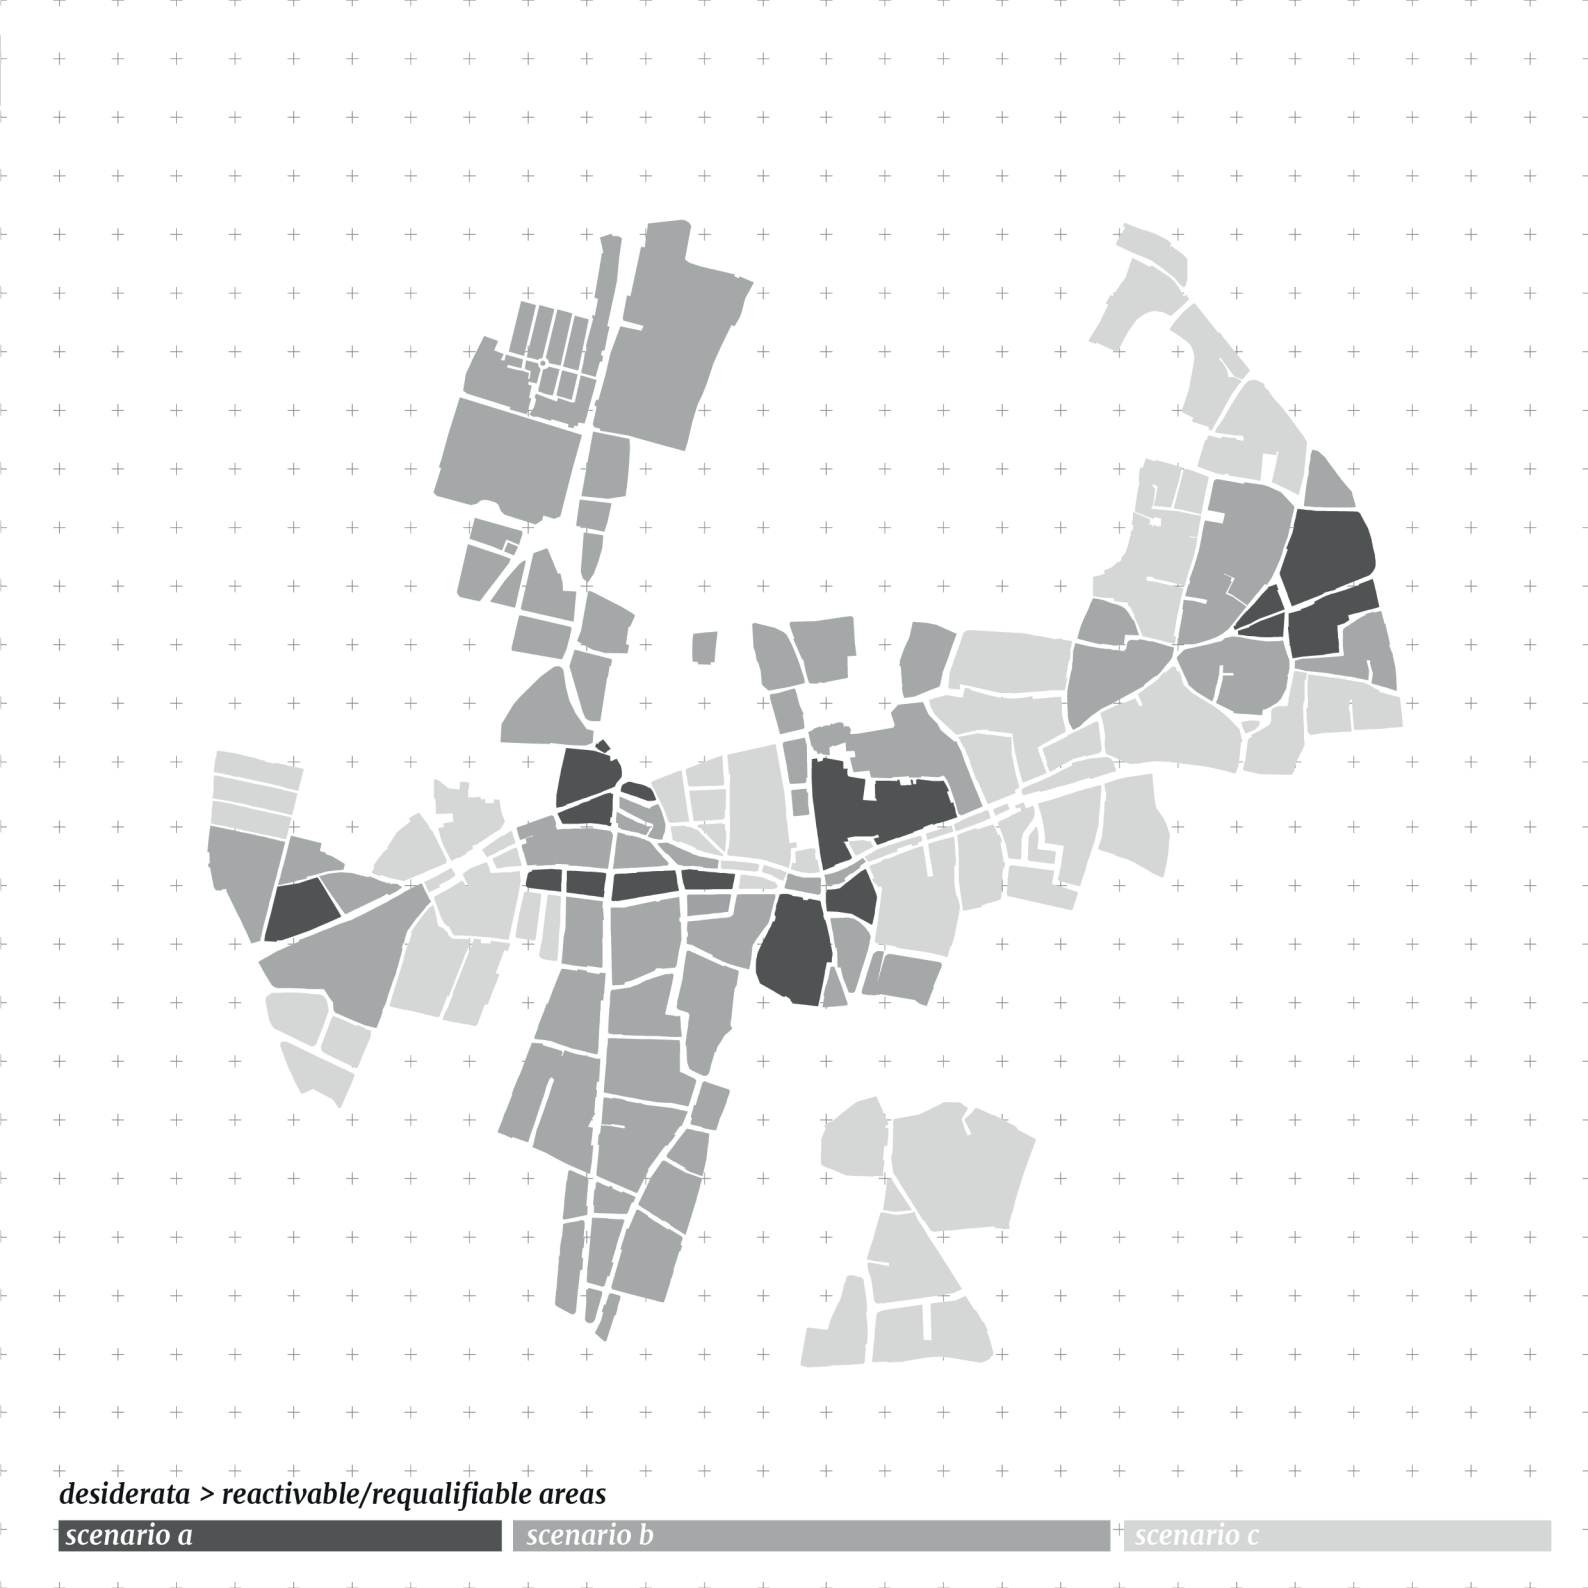 desiderata > reactivable/requalifiable areas
scenario a
scenario b
scenario c